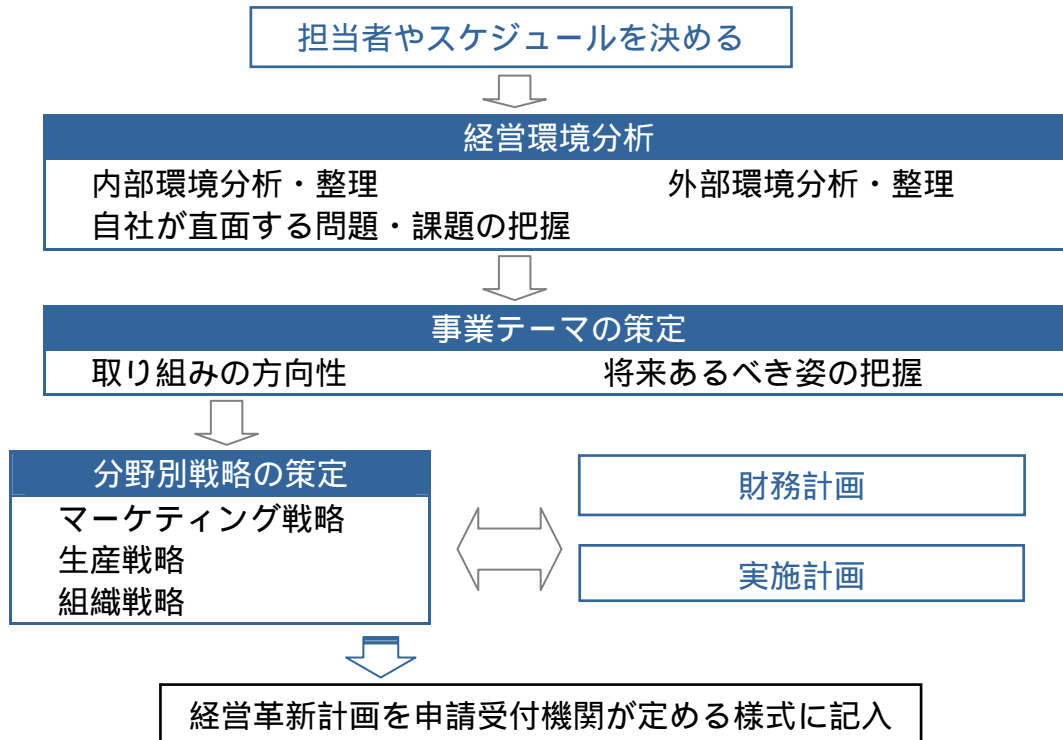 担当者やスケジュールを決める
経営環境分析
内部環境分析・整理 外部環境分析・整理
自社が直面する問題・課題の把握
事業テーマの策定
取り組みの方向性 将来あるべき姿の把握
分野別戦略の策定
マーケティング戦略
生産戦略
組織戦略
財務計画
実施計画
経営革新計画を申請受付機関が定める様式に記入